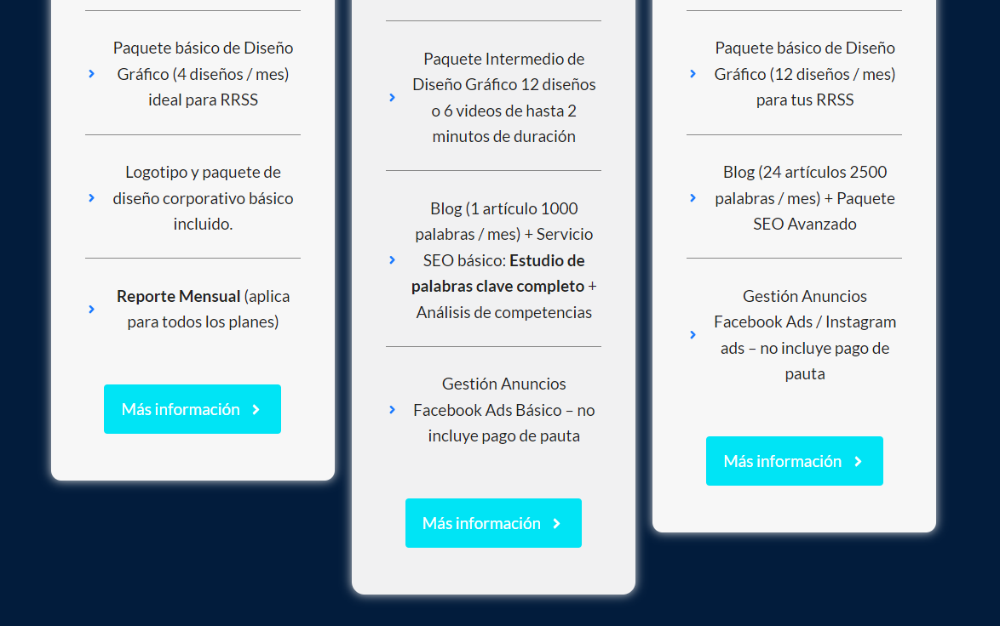 Paquete básico de Diseño
Gráfico (4 diseños / mes)
ideal para RRSS
Logotipo y paquete de
diseño corporativo básico
incluido.
Reporte Mensual (aplica
para todos los planes)
Más información
Paquete Intermedio de
Diseño Gráfico 12 diseños
o 6 videos de hasta 2
minutos de duración
Blog (1 artículo 1000
palabras / mes) + Servicio
SEO básico: Estudio de
palabras clave completo +
Análisis de competencias
Gestión Anuncios
Facebook Ads Básico – no
incluye pago de pauta
Más información
Paquete básico de Diseño
Gráfico (12 diseños / mes)
para tus RRSS
Blog (24 artículos 2500
palabras / mes) + Paquete
SEO Avanzado
Gestión Anuncios
Facebook Ads / Instagram
ads – no incluye pago de
pauta
Más información